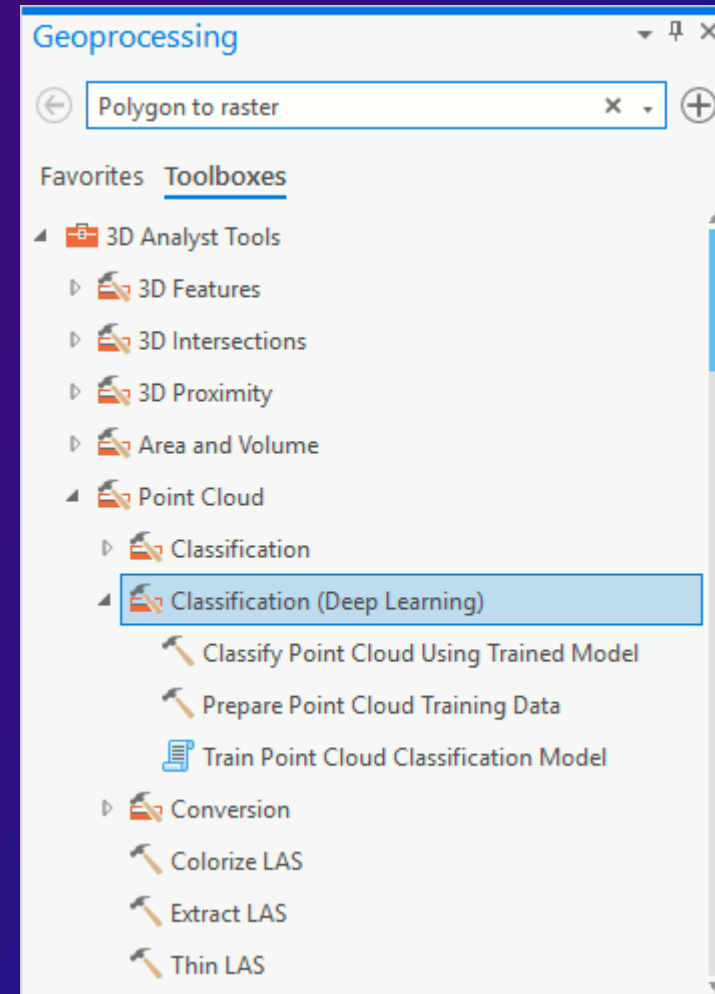 Geoprocessing
Polygon to raster
Favorites Toolboxes
3D Analyst Tools
3D Features
3D Intersections
3D Proximity
Area and Volume
Point Cloud
Classification
Classification (Deep Learning)
Classify Point Cloud Using Trained Model
Prepare Point Cloud Training Data
Train Point Cloud Classification Model
Conversion
Colorize LAS
Extract LAS
Thin LAS